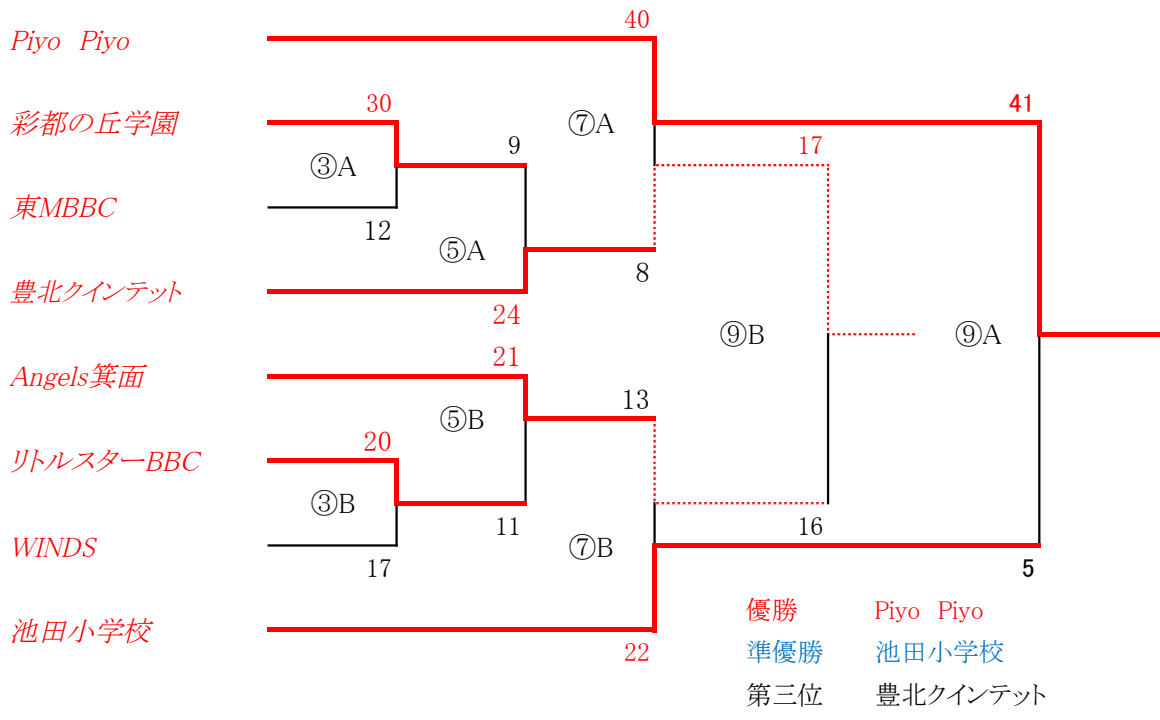 40
Piyo Piyo
30
41
彩都の丘学園
⑦A
9
17
③A
東MBBC
12
⑤A
8
豊北クインテット
24
⑨B
⑨A
21
Angels箕面
13
⑤B
20
リトルスターBBC
③B
11
16
WINDS
⑦B
17
5
優勝 Piyo Piyo
池田小学校
22
準優勝 池田小学校
第三位 豊北クインテット